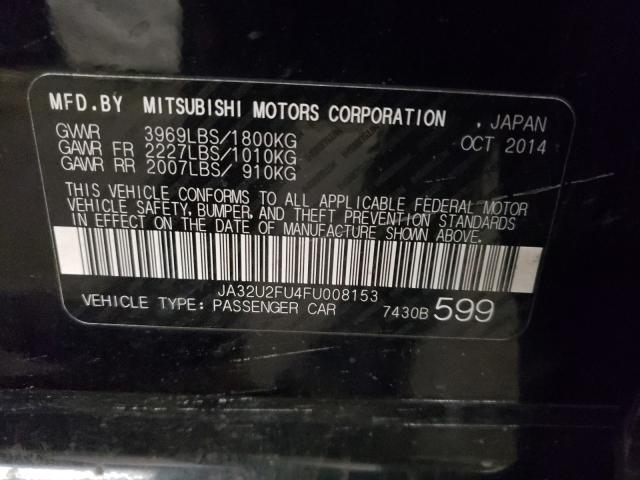 MFD.BY MITSUBISHI MOTORS CORPORATION , JAPAN
GVWR 3969LBS/1800KG OCT 2014
GAWR FR 2227LBS/1010KG
GAWR RR 2007LBS/ 910KG
THIS VEHICLE CONFORMS TO ALL APPLICABLE FEDERAL MOTOR
VEHICLE SAFETY, BUMPER, AND THEFT PREVENTION STANDARDS
IN EFFECT ON THE DATE OF MANUFACTURE SHOWN ABOVE.
JA32U2FU4FU008153
VEHICLE TYPE: PASSENGER CAR 7430B 599